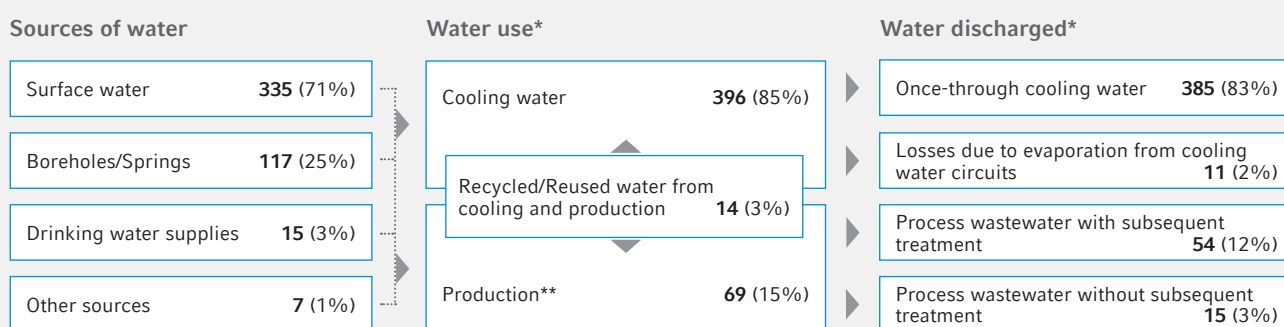 Sources of water
Surface water 335 (71%)
Boreholes/Springs 117 (25%)
Drinking water supplies 15 (3%)
Other sources 7 (1%)
Water use*
Cooling water 396 (85%)
Recycled/Reused water from
cooling and production 14 (3%)
Production** 69 (15%)
Water discharged*
Once-through cooling water 385 (83%)
Losses due to evaporation from cooling
water circuits 11 (2%)
Process wastewater with subsequent
treatment 54 (12%)
Process wastewater without subsequent
treatment 15 (3%)